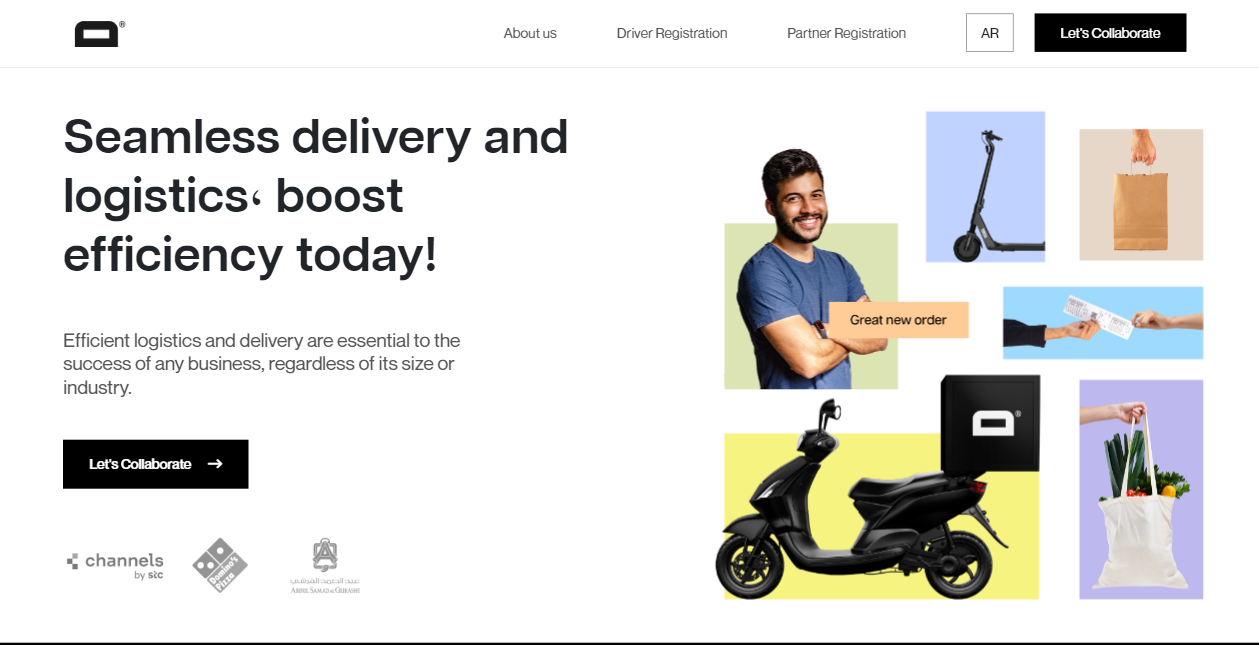 ®
About us
Driver Registration
Partner Registration
AR
Let's Collaborate
Seamless delivery and
logistics، boost
efficiency today!
Efficient logistics and delivery are essential to the
success of any business, regardless of its size or
industry.
Let's Collaborate →
channels
by stc
Domino's
Pizza
عبد الصمد القرشي
ABDUL SAMAD AL QURASHI
Great new order
®